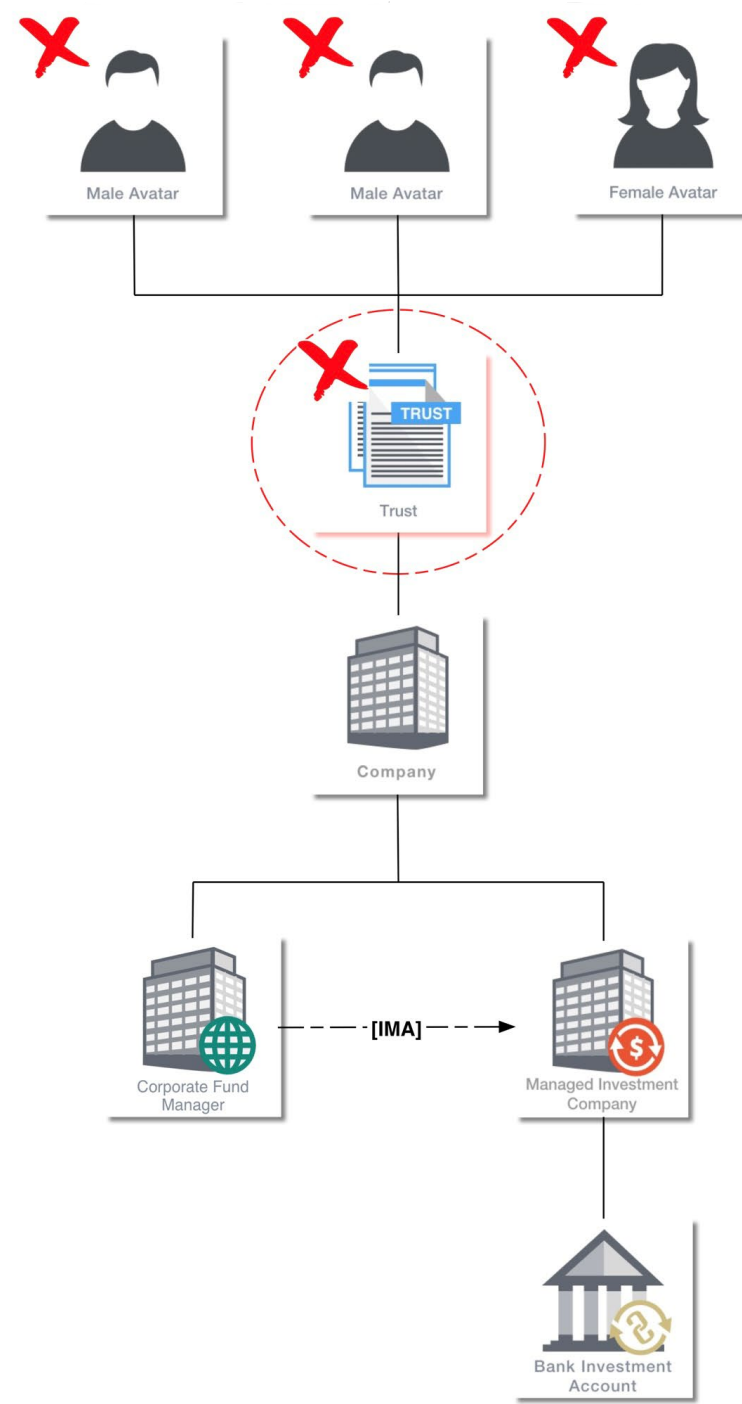 Male Avatar
Male Avatar
Female Avatar
TRUST
Trust
Company
[IMA]
$
Corporate Fund
Manager
Managed Investment
Company
Bank Investment
Account